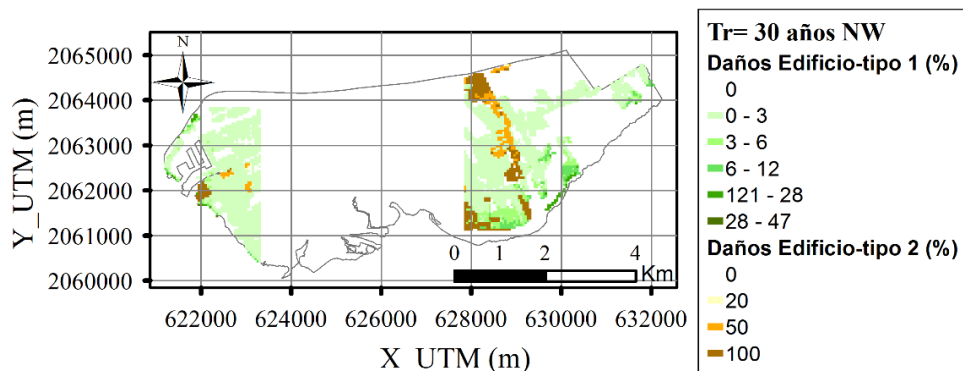 N
2065000
2064000
2063000
2062000
2061000
2060000
Y_UTM (m)
0 1 2 4
Km
622000 624000 626000 628000 630000 632000
X_UTM (m)
Tr= 30 años NW
Daños Edificio-tipo 1 (%)
0
0 - 3
3 - 6
6 - 12
121 - 28
28 - 47
Daños Edificio-tipo 2 (%)
0
20
50
100